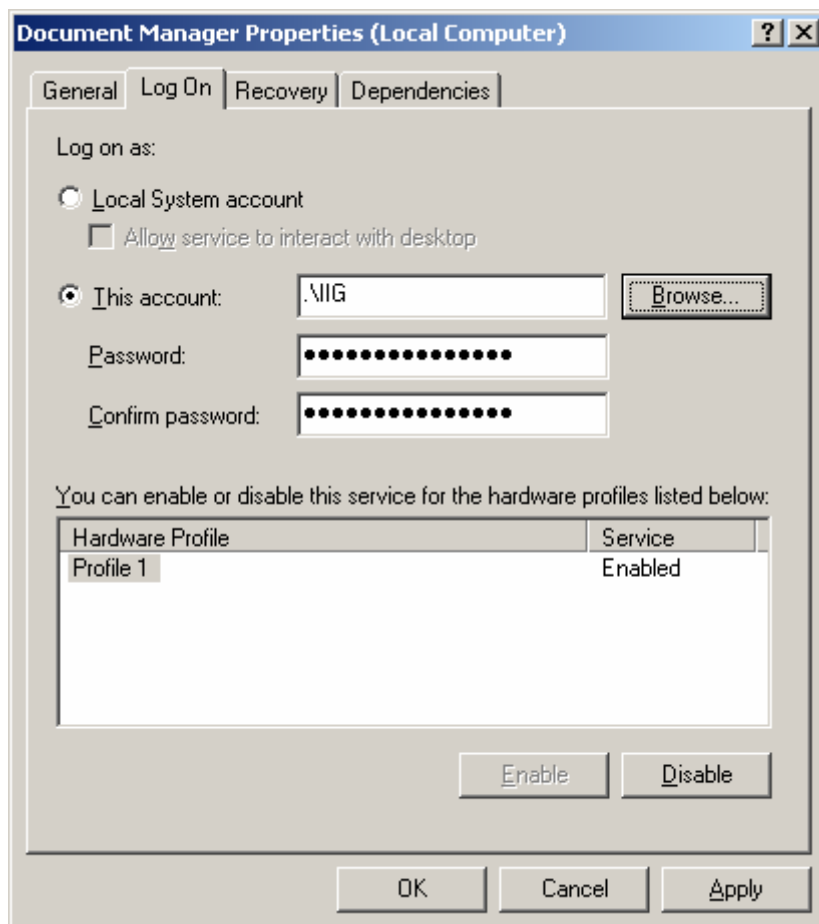 Document Manager Properties (Local Computer)
General Log On Recovery Dependencies
Log on as:
Local System account
Allow service to interact with desktop
This account: .\IIG Browse...
Password: •••••••••••••••
Confirm password: •••••••••••••••
You can enable or disable this service for the hardware profiles listed below:
Hardware Profile Service
Profile 1 Enabled
Enable Disable
OK Cancel Apply